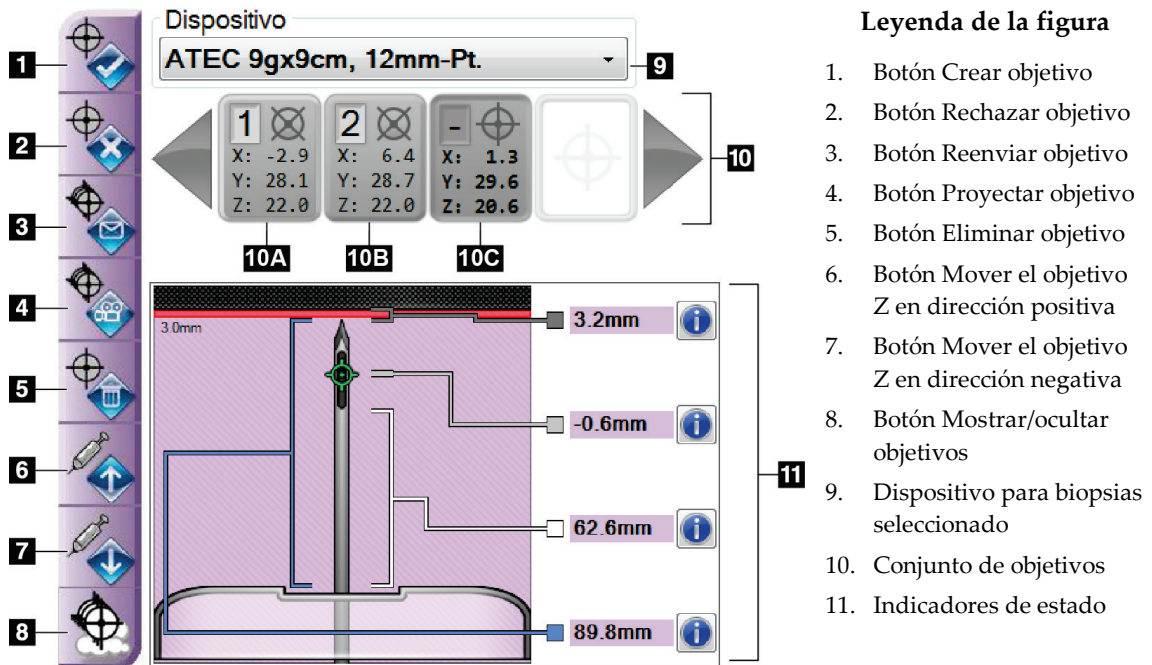 Dispositivo
ATEC 9gx9cm, 12mm-Pt.
1
2
3
4
5
6
7
8
9
1
X: -2.9
Y: 28.1
Z: 22.0
2
X: 6.4
Y: 28.7
Z: 22.0
-
X: 1.3
Y: 29.6
Z: 20.6
10
10A
10B
10C
3.0mm
3.2mm
-0.6mm
62.6mm
89.8mm
11
Leyenda de la figura
1. Botón Crear objetivo
2. Botón Rechazar objetivo
3. Botón Reenviar objetivo
4. Botón Proyectar objetivo
5. Botón Eliminar objetivo
6. Botón Mover el objetivo
Z en dirección positiva
7. Botón Mover el objetivo
Z en dirección negativa
8. Botón Mostrar/ocultar
objetivos
9. Dispositivo para biopsias
seleccionado
10. Conjunto de objetivos
11. Indicadores de estado